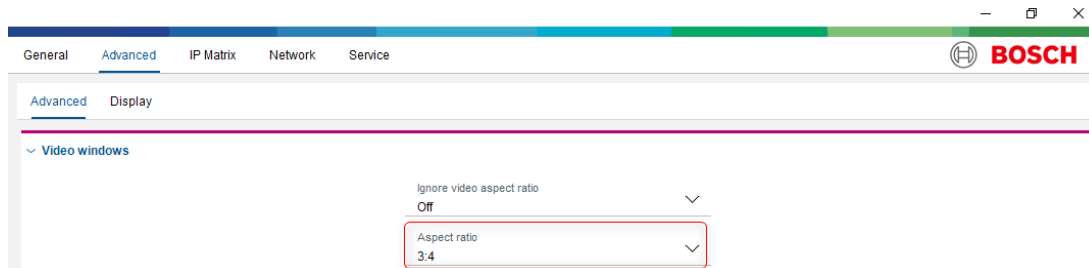 General Advanced IP Matrix Network Service BOSCH
Advanced Display
Video windows
Ignore video aspect ratio
Off
Aspect ratio
3:4